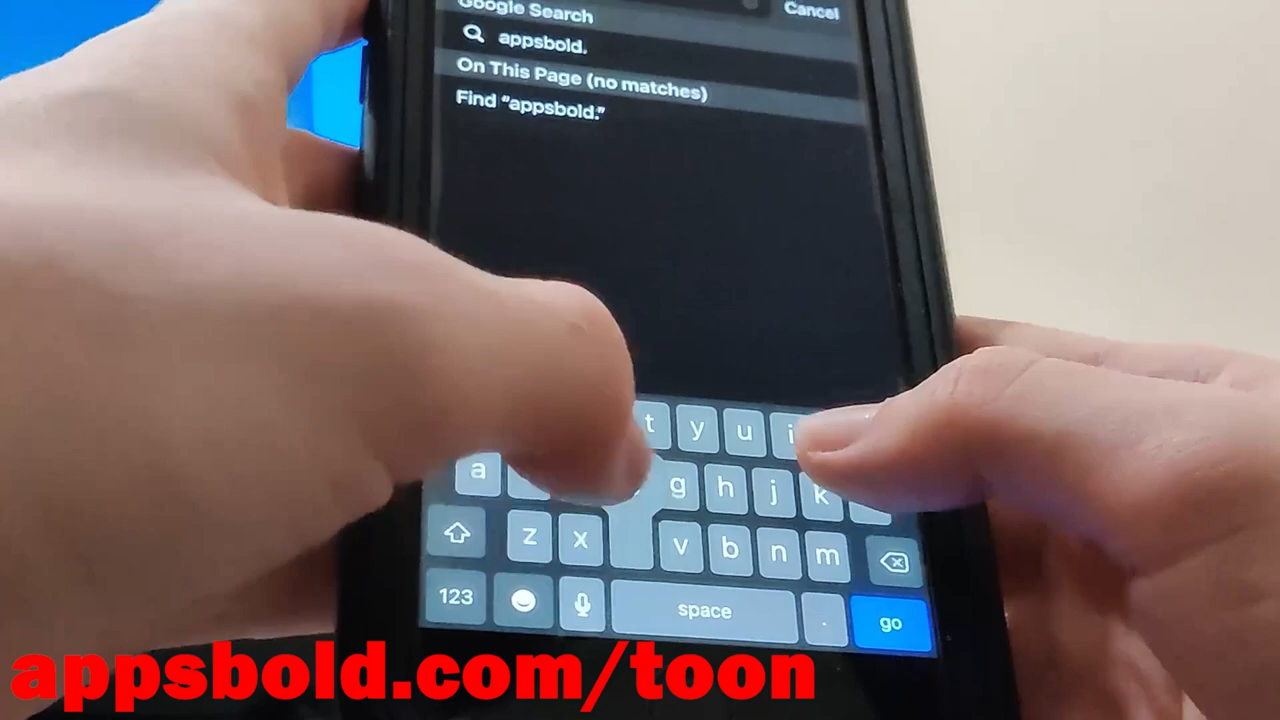 Google Search
Cancel
appsbold.
On This Page (no matches)
Find “appsbold.”
t y u i
a g h j k
z x v b n m
123 space . go
appsbold.com/toon